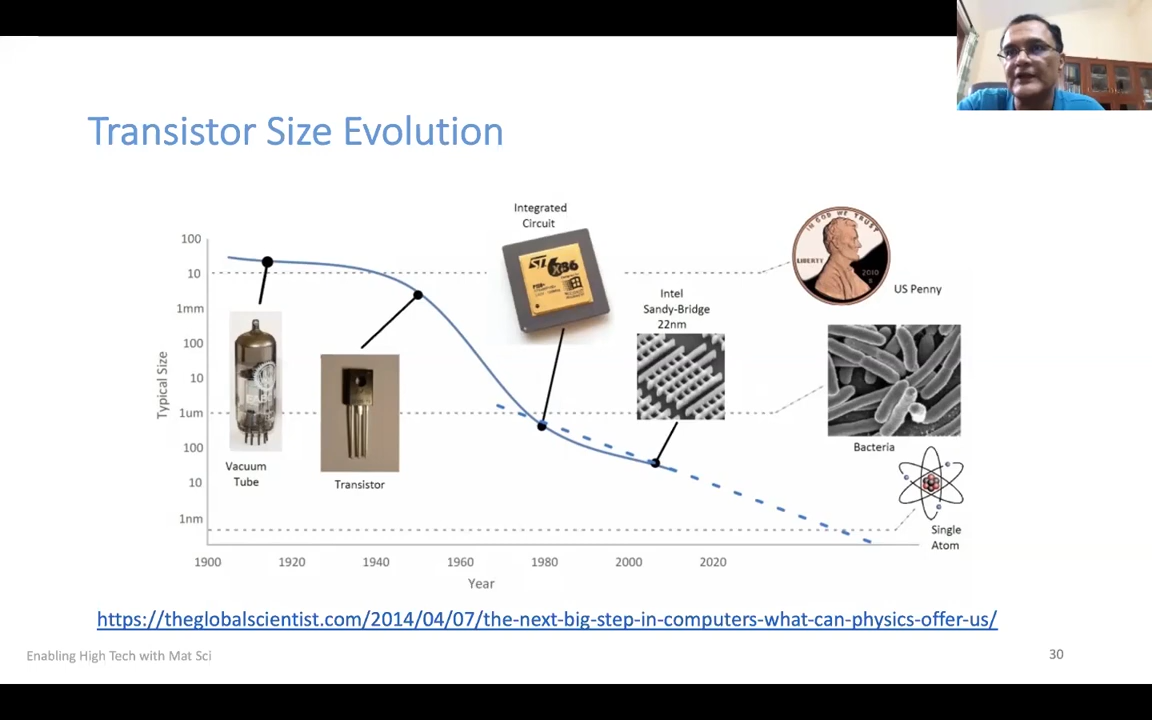 Transistor Size Evolution
Integrated
Circuit
100
10
1mm
100
10
1um
100
10
1nm
Typical Size
Vacuum
Tube
Transistor
ST
6x86
Intel
Sandy-Bridge
22nm
IN GOD WE TRUST
LIBERTY
2010
US Penny
Bacteria
Single
Atom
1900
1920
1940
1960
1980
2000
2020
Year
https://theglobalscientist.com/2014/04/07/the-next-big-step-in-computers-what-can-physics-offer-us/
Enabling High Tech with Mat Sci
30